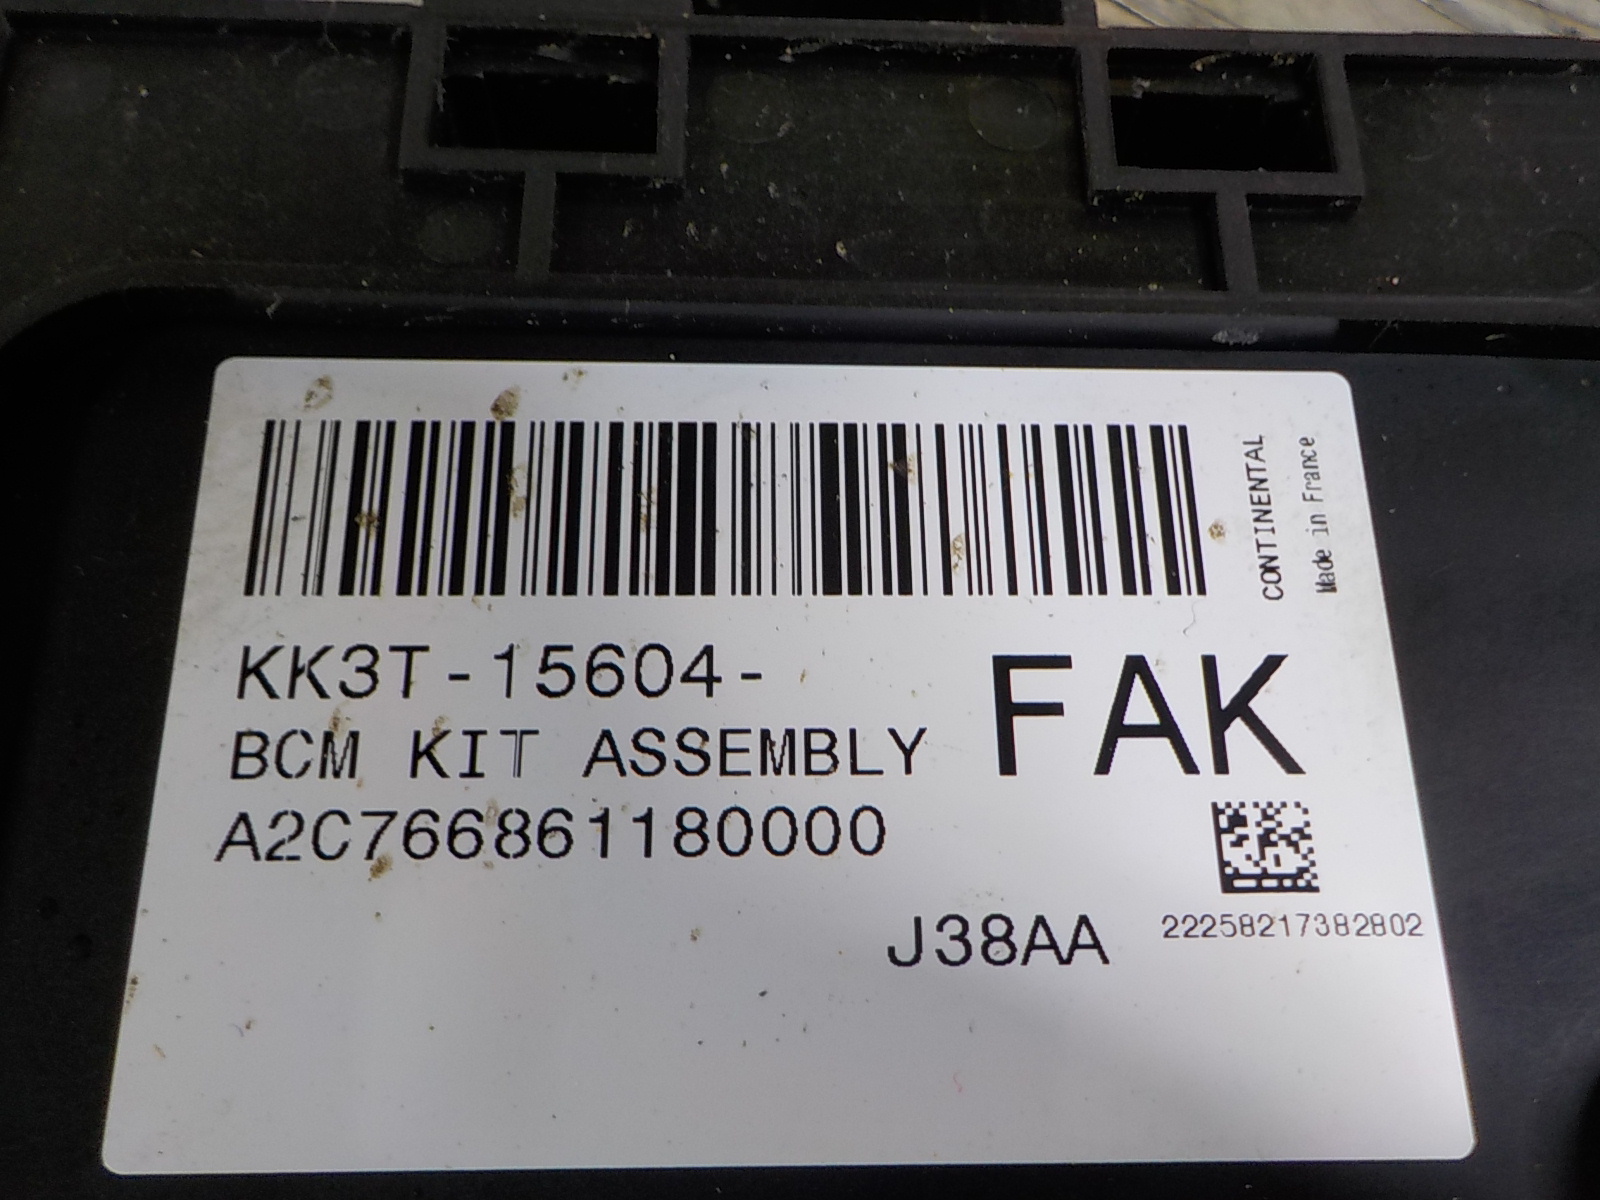 CONTINENTAL
Made in France
KK3T-15604-
FAK
BCM KIT ASSEMBLY
A2C766861180000
J38AA
22258217382802